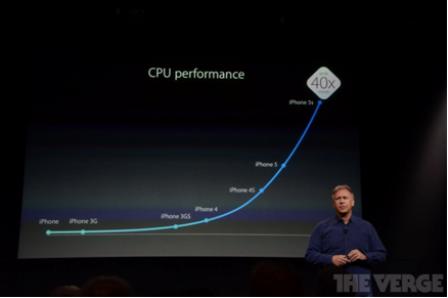 CPU performance
40x
iPhone 5s
iPhone 5
iPhone 4S
iPhone 4
iPhone 3GS
iPhone
iPhone 3G
THE VERGE